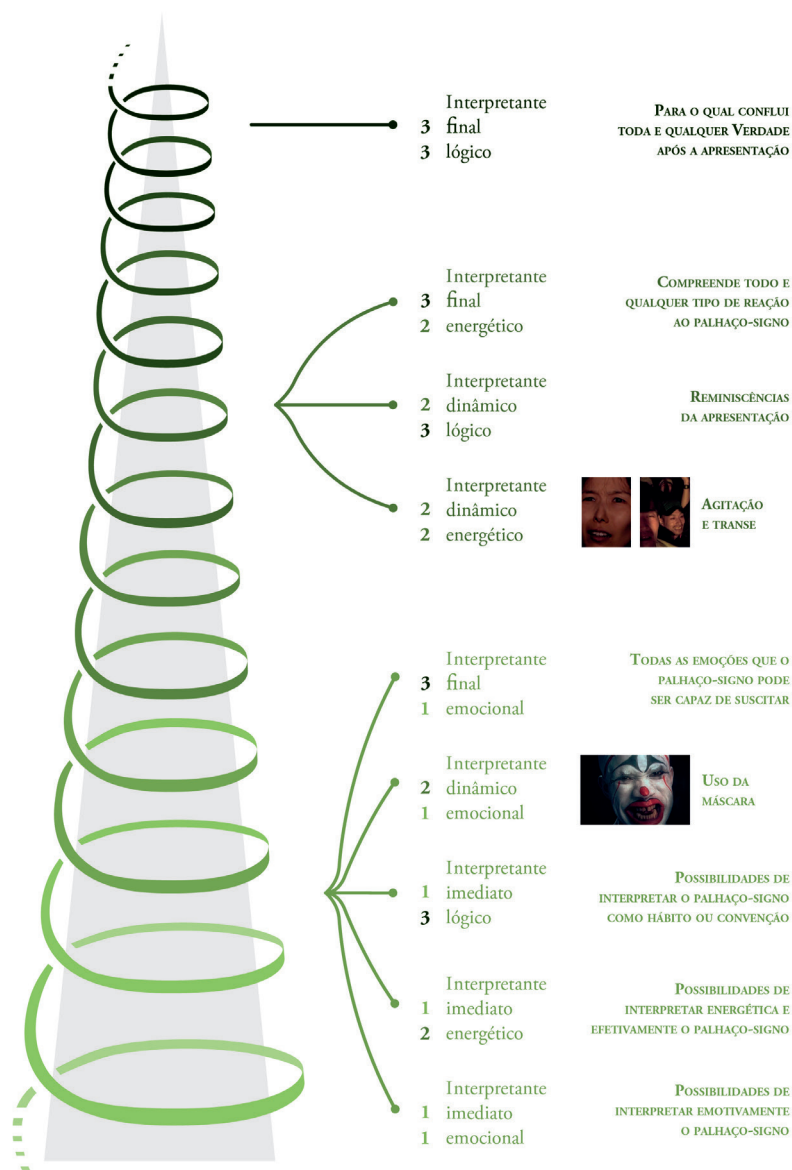 Interpretante
3 final
3 lógico
Para o qual conflui
toda e qualquer Verdade
após a apresentação
Interpretante
3 final
2 energético
Compreende todo e
qualquer tipo de reação
ao palhaço-signo
Interpretante
2 dinâmico
3 lógico
Reminiscências
da apresentação
Interpretante
2 dinâmico
2 energético
Agitação
e transe
Interpretante
3 final
1 emocional
Todas as emoções que o
palhaço-signo pode
ser capaz de suscitar
Interpretante
2 dinâmico
1 emocional
Uso da
máscara
Interpretante
1 imediato
3 lógico
Possibilidades de
interpretar o palhaço-signo
como hábito ou convenção
Interpretante
1 imediato
2 energético
Possibilidades de
interpretar energética e
efetivamente o palhaço-signo
Interpretante
1 imediato
1 emocional
Possibilidades de
interpretar emotivamente
o palhaço-signo